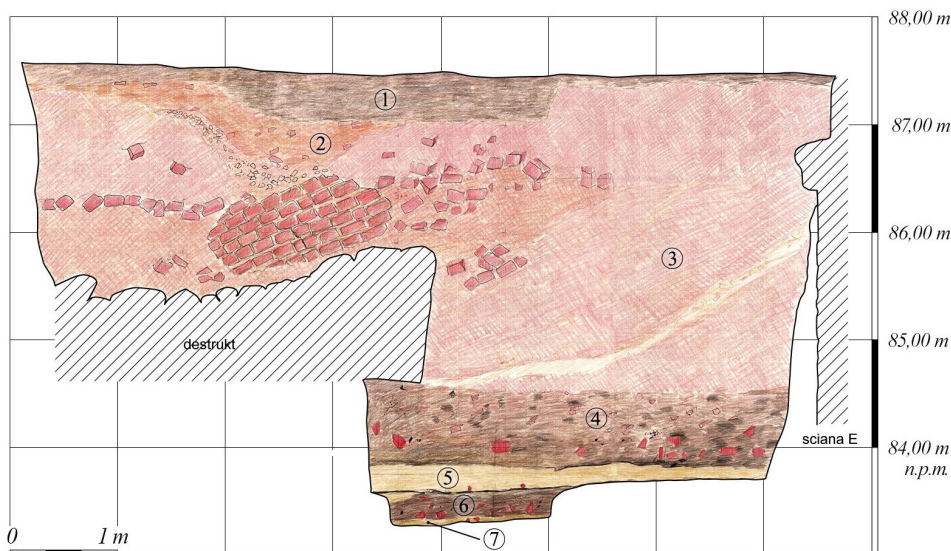 88,00 m
①
87,00 m
②
86,00 m
③
destrukt
85,00 m
④
sciana E
84,00 m
n.p.m.
⑤
⑥
0 1 m
⑦